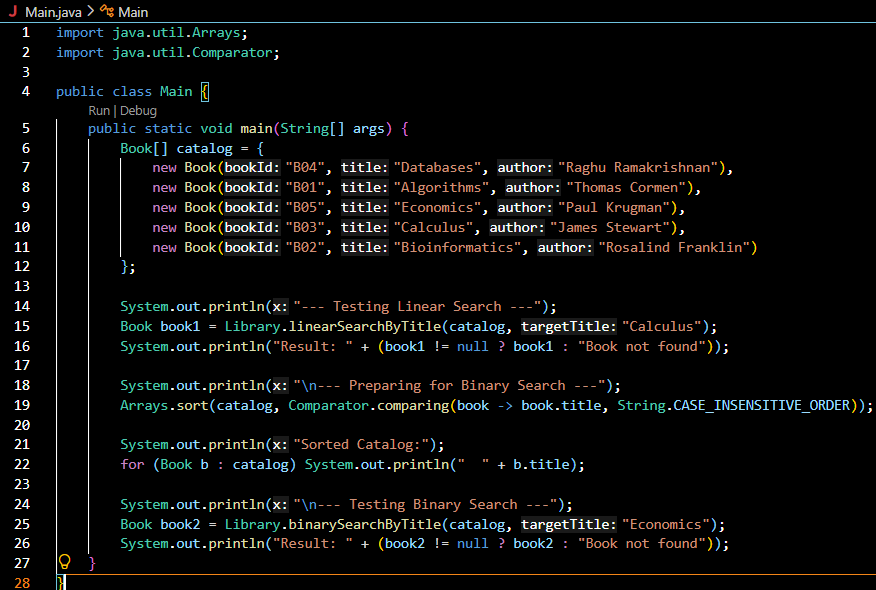 J Main.java > Main
1 import java.util.Arrays;
2 import java.util.Comparator;
3
4 public class Main {
Run | Debug
5 public static void main(String[] args) {
6 Book[] catalog = {
7 new Book(bookId: "B04", title: "Databases", author: "Raghu Ramakrishnan"),
8 new Book(bookId: "B01", title: "Algorithms", author: "Thomas Cormen"),
9 new Book(bookId: "B05", title: "Economics", author: "Paul Krugman"),
10 new Book(bookId: "B03", title: "Calculus", author: "James Stewart"),
11 new Book(bookId: "B02", title: "Bioinformatics", author: "Rosalind Franklin")
12 };
13
14 System.out.println(x: "--- Testing Linear Search ---");
15 Book book1 = Library.linearSearchByTitle(catalog, targetTitle: "Calculus");
16 System.out.println("Result: " + (book1 != null ? book1 : "Book not found"));
17
18 System.out.println(x: "\n--- Preparing for Binary Search ---");
19 Arrays.sort(catalog, Comparator.comparing(book -> book.title, String.CASE_INSENSITIVE_ORDER));
20
21 System.out.println(x: "Sorted Catalog:");
22 for (Book b : catalog) System.out.println("  " + b.title);
23
24 System.out.println(x: "\n--- Testing Binary Search ---");
25 Book book2 = Library.binarySearchByTitle(catalog, targetTitle: "Economics");
26 System.out.println("Result: " + (book2 != null ? book2 : "Book not found"));
27 }
28 }